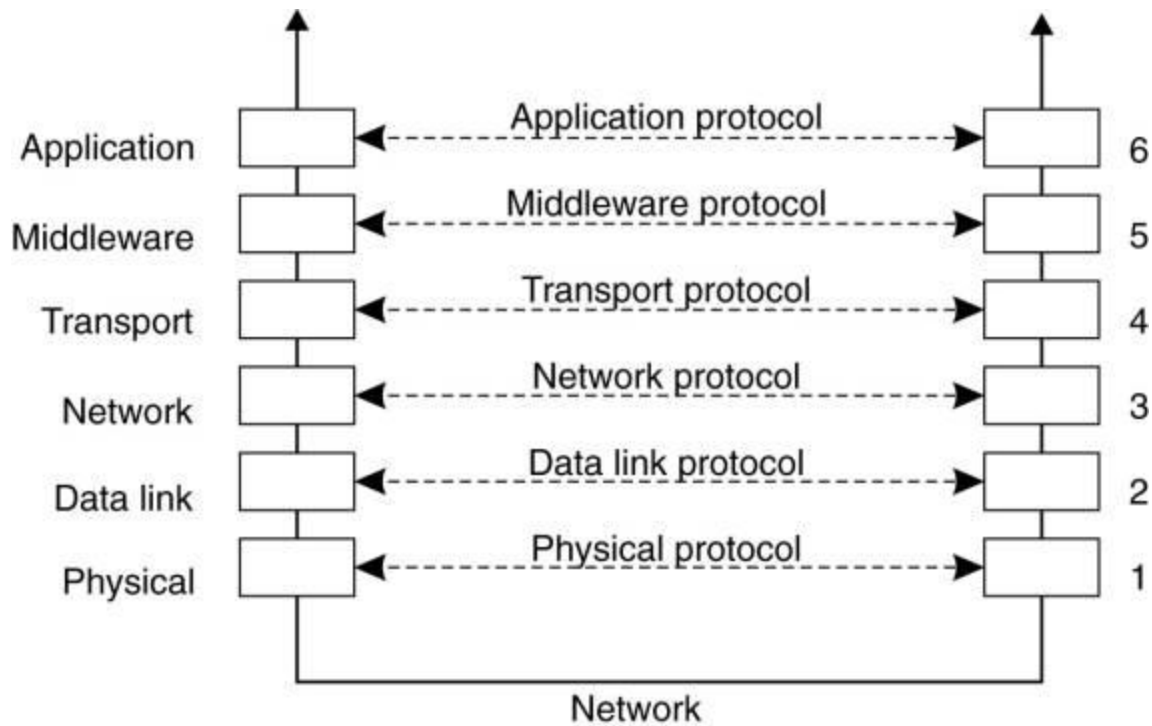 Application
Application protocol
6
Middleware
Middleware protocol
5
Transport
Transport protocol
4
Network
Network protocol
3
Data link
Data link protocol
2
Physical
Physical protocol
1
Network